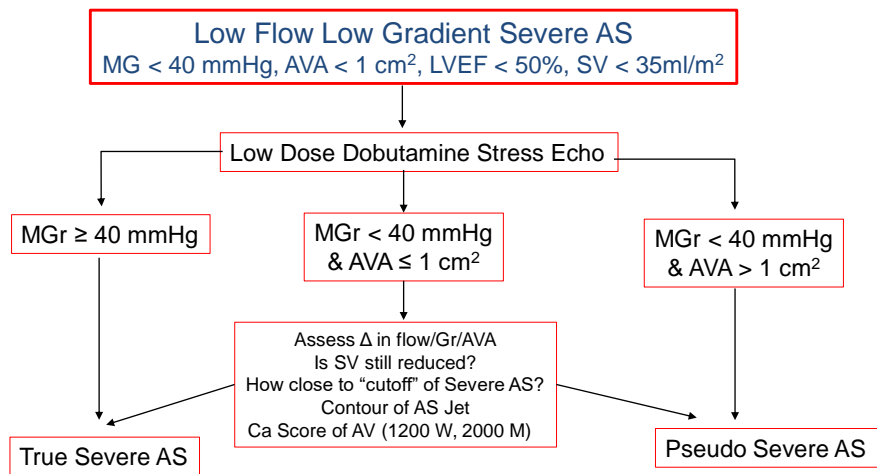 Low Flow Low Gradient Severe AS
MG < 40 mmHg, AVA < 1 cm², LVEF < 50%, SV < 35ml/m²
Low Dose Dobutamine Stress Echo
MGr ≥ 40 mmHg
MGr < 40 mmHg
& AVA ≤ 1 cm²
MGr < 40 mmHg
& AVA > 1 cm²
Assess Δ in flow/Gr/AVA
Is SV still reduced?
How close to “cutoff” of Severe AS?
Contour of AS Jet
Ca Score of AV (1200 W, 2000 M)
True Severe AS
Pseudo Severe AS